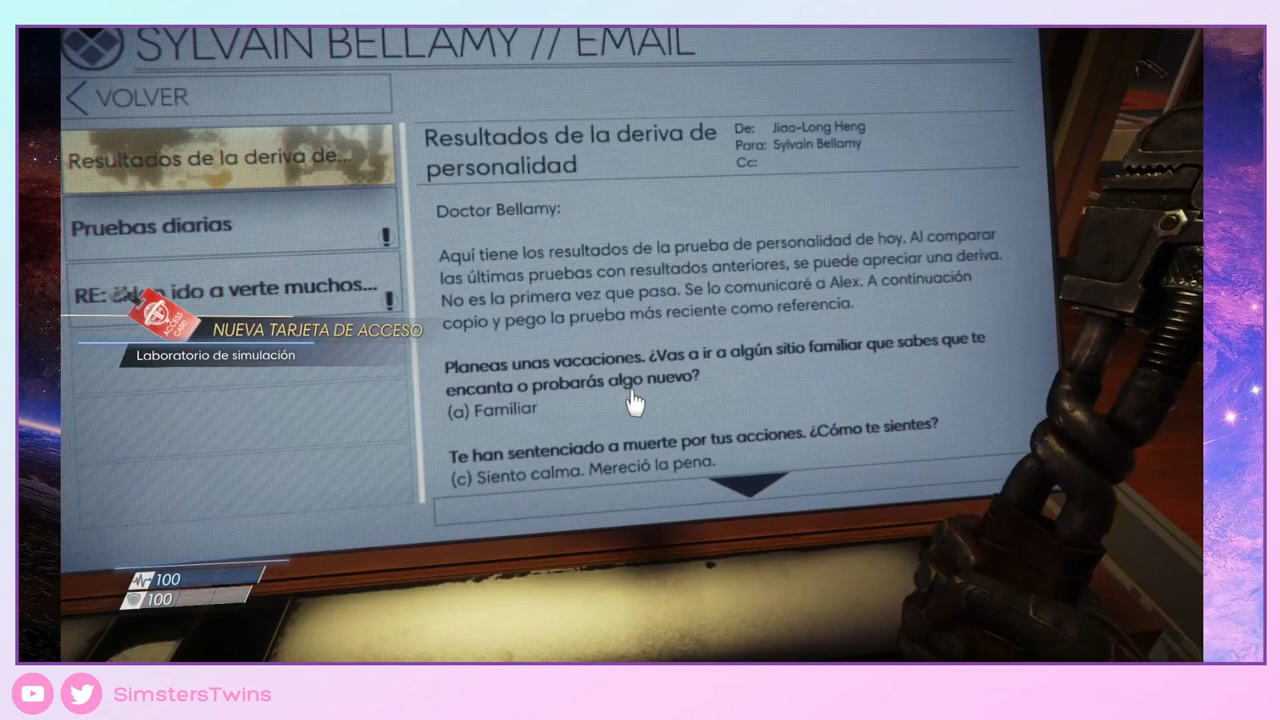 SYLVAIN BELLAMY // EMAIL
VOLVER
Resultados de la deriva de...
Pruebas diarias
!
RE: ido a verte muchos...
!
ACCESS CARD
NUEVA TARJETA DE ACCESO
Laboratorio de simulación
Resultados de la deriva de
personalidad
De: Jiao-Long Heng
Para: Sylvain Bellamy
Cc:
Doctor Bellamy:
Aquí tiene los resultados de la prueba de personalidad de hoy. Al comparar
las últimas pruebas con resultados anteriores, se puede apreciar una deriva.
No es la primera vez que pasa. Se lo comunicaré a Alex. A continuación
copio y pego la prueba más reciente como referencia.
Planeas unas vacaciones. ¿Vas a ir a algún sitio familiar que sabes que te
encanta o probarás algo nuevo?
(a) Familiar
Te han sentenciado a muerte por tus acciones. ¿Cómo te sientes?
(c) Siento calma. Mereció la pena.
100
100
SimstersTwins